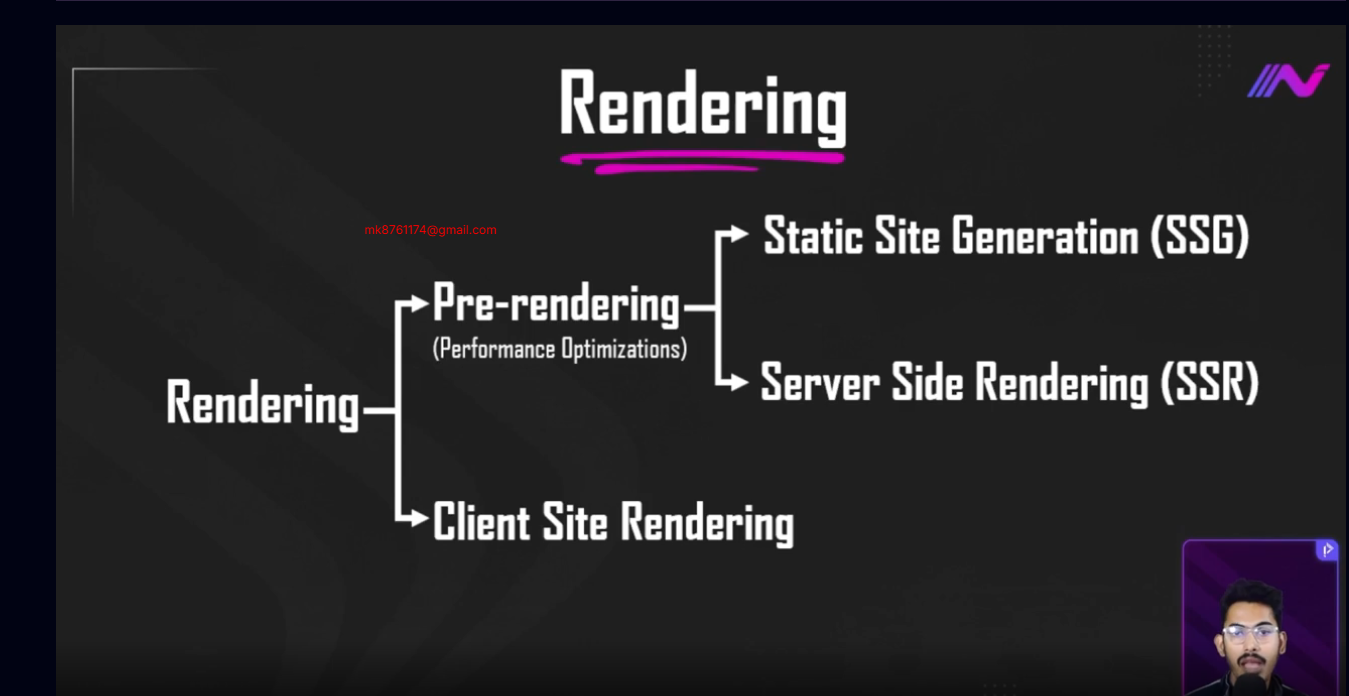 Rendering
mk8761174@gmail.com
Static Site Generation (SSG)
Pre-rendering
(Performance Optimizations)
Server Side Rendering (SSR)
Rendering
Client Site Rendering